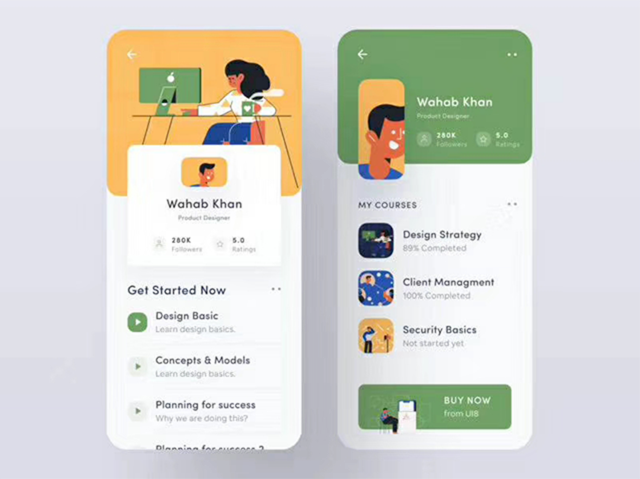 Wahab Khan
Product Designer
280K
Followers
5.0
Ratings
Get Started Now
Design Basic
Learn design basics.
Concepts & Models
Learn design basics.
Planning for success
Why we are doing this?
Planning for success 2
Wahab Khan
Product Designer
280K
Followers
5.0
Ratings
MY COURSES
Design Strategy
89% Completed
Client Managment
100% Completed
Security Basics
Not started yet
BUY NOW
from UI8